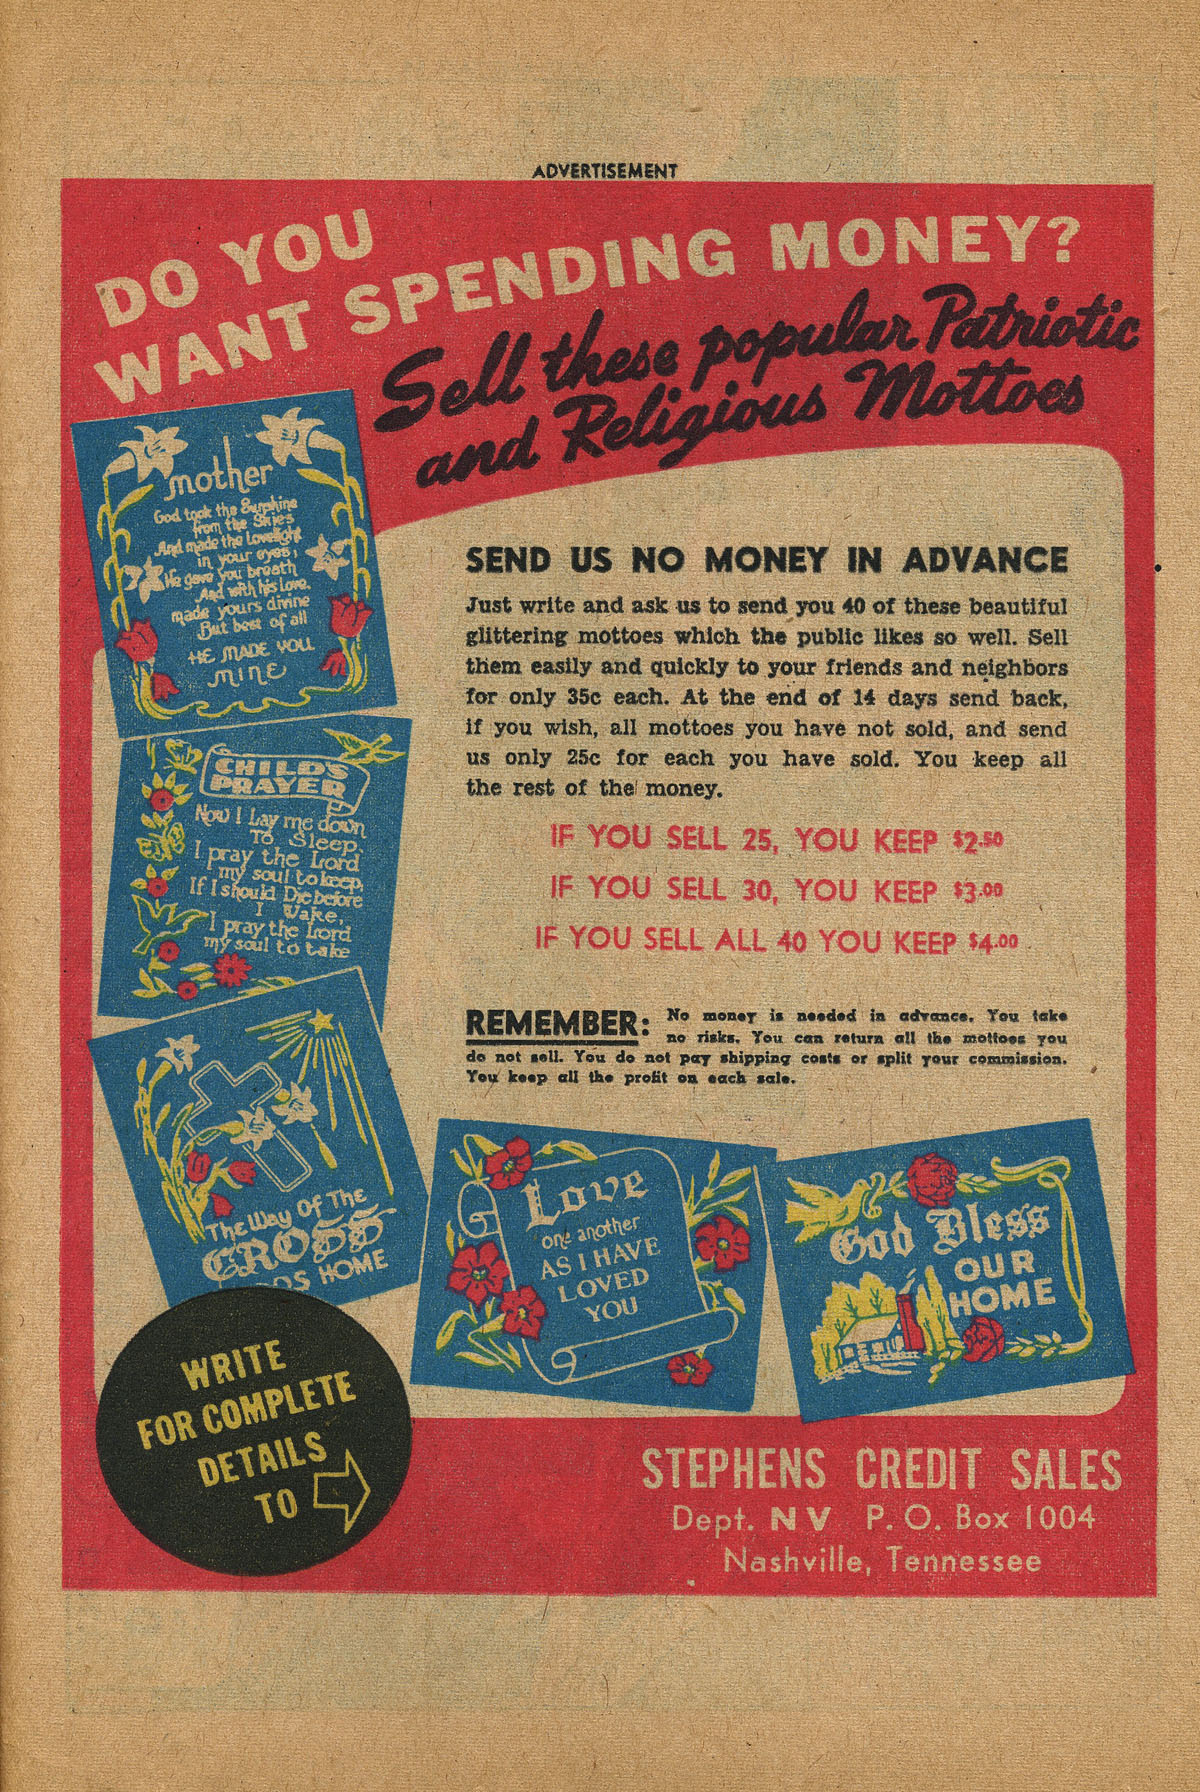 ADVERTISEMENT
DO YOU
WANT SPENDING MONEY?
Sell these popular Patriotic
and Religious Mottoes
mother
God took the Sunshine
from the Skies
And made the Lovelight
in your eyes,
He gave you breath
And with his Love,
made yours divine
But best of all
HE MADE YOU
MINE
CHILD'S
PRAYER
Now I Lay me down
To Sleep,
I pray the Lord
my soul to keep,
If I should Die before
I Wake,
I pray the Lord
my soul to take
The Way Of The
CROSS
DS HOME
SEND US NO MONEY IN ADVANCE
Just write and ask us to send you 40 of these beautiful
glittering mottoes which the public likes so well. Sell
them easily and quickly to your friends and neighbors
for only 35c each. At the end of 14 days send back,
if you wish, all mottoes you have not sold, and send
us only 25c for each you have sold. You keep all
the rest of the money.
IF YOU SELL 25, YOU KEEP $2.50
IF YOU SELL 30, YOU KEEP $3.00
IF YOU SELL ALL 40 YOU KEEP $4.00
REMEMBER: No money is needed in advance. You take
no risks. You can return all the mottoes you
do not sell. You do not pay shipping costs or split your commission.
You keep all the profit on each sale.
Love
one another
AS I HAVE
LOVED
YOU
God Bless
OUR
HOME
WRITE
FOR COMPLETE
DETAILS
TO
STEPHENS CREDIT SALES
Dept. NV P. O. Box 1004
Nashville, Tennessee